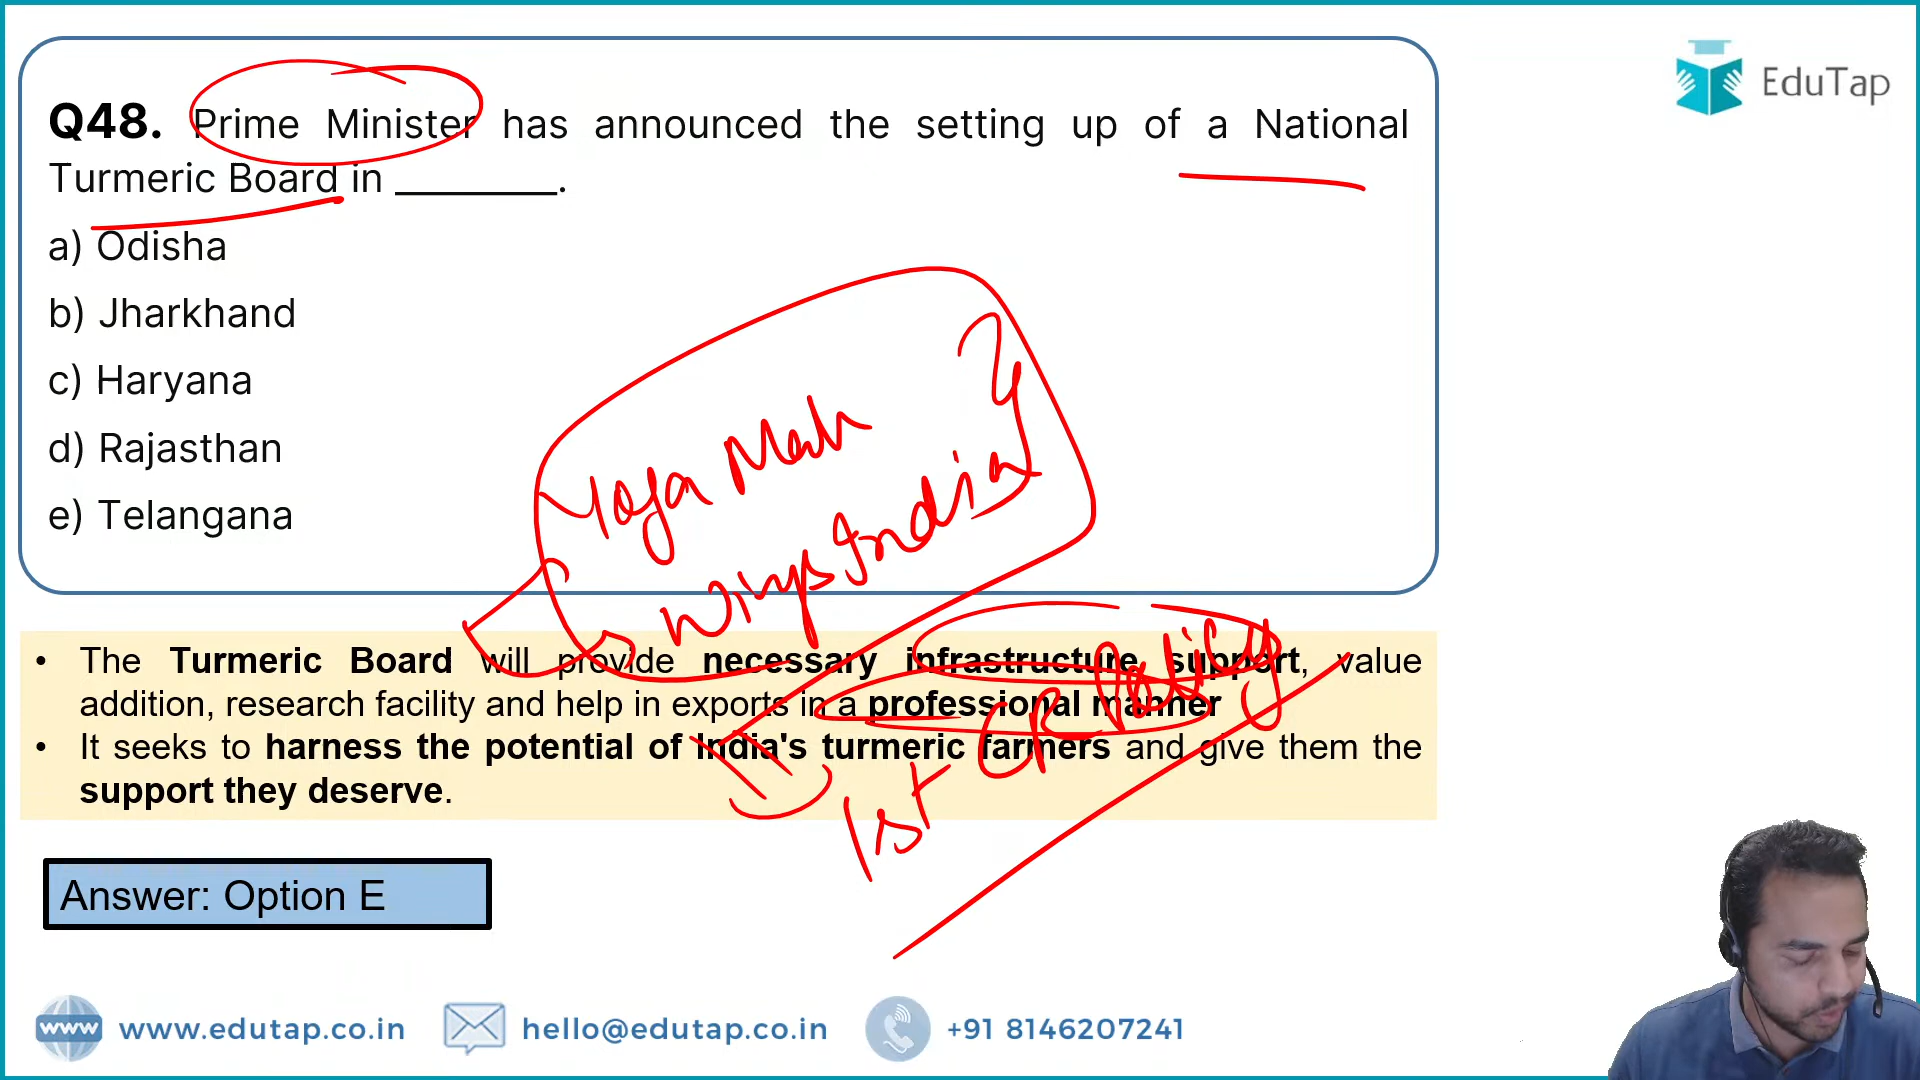 EduTap
Q48. Prime Minister has announced the setting up of a National
Turmeric Board in ________.
a) Odisha
b) Jharkhand
c) Haryana
d) Rajasthan
e) Telangana
Yoga Mah
Wings India
• The Turmeric Board will provide necessary infrastructure support, value
addition, research facility and help in exports in a professional manner
• It seeks to harness the potential of India's turmeric farmers and give them the
support they deserve.
1st GR Policy
Answer: Option E
www
www.edutap.co.in
hello@edutap.co.in
+91 8146207241